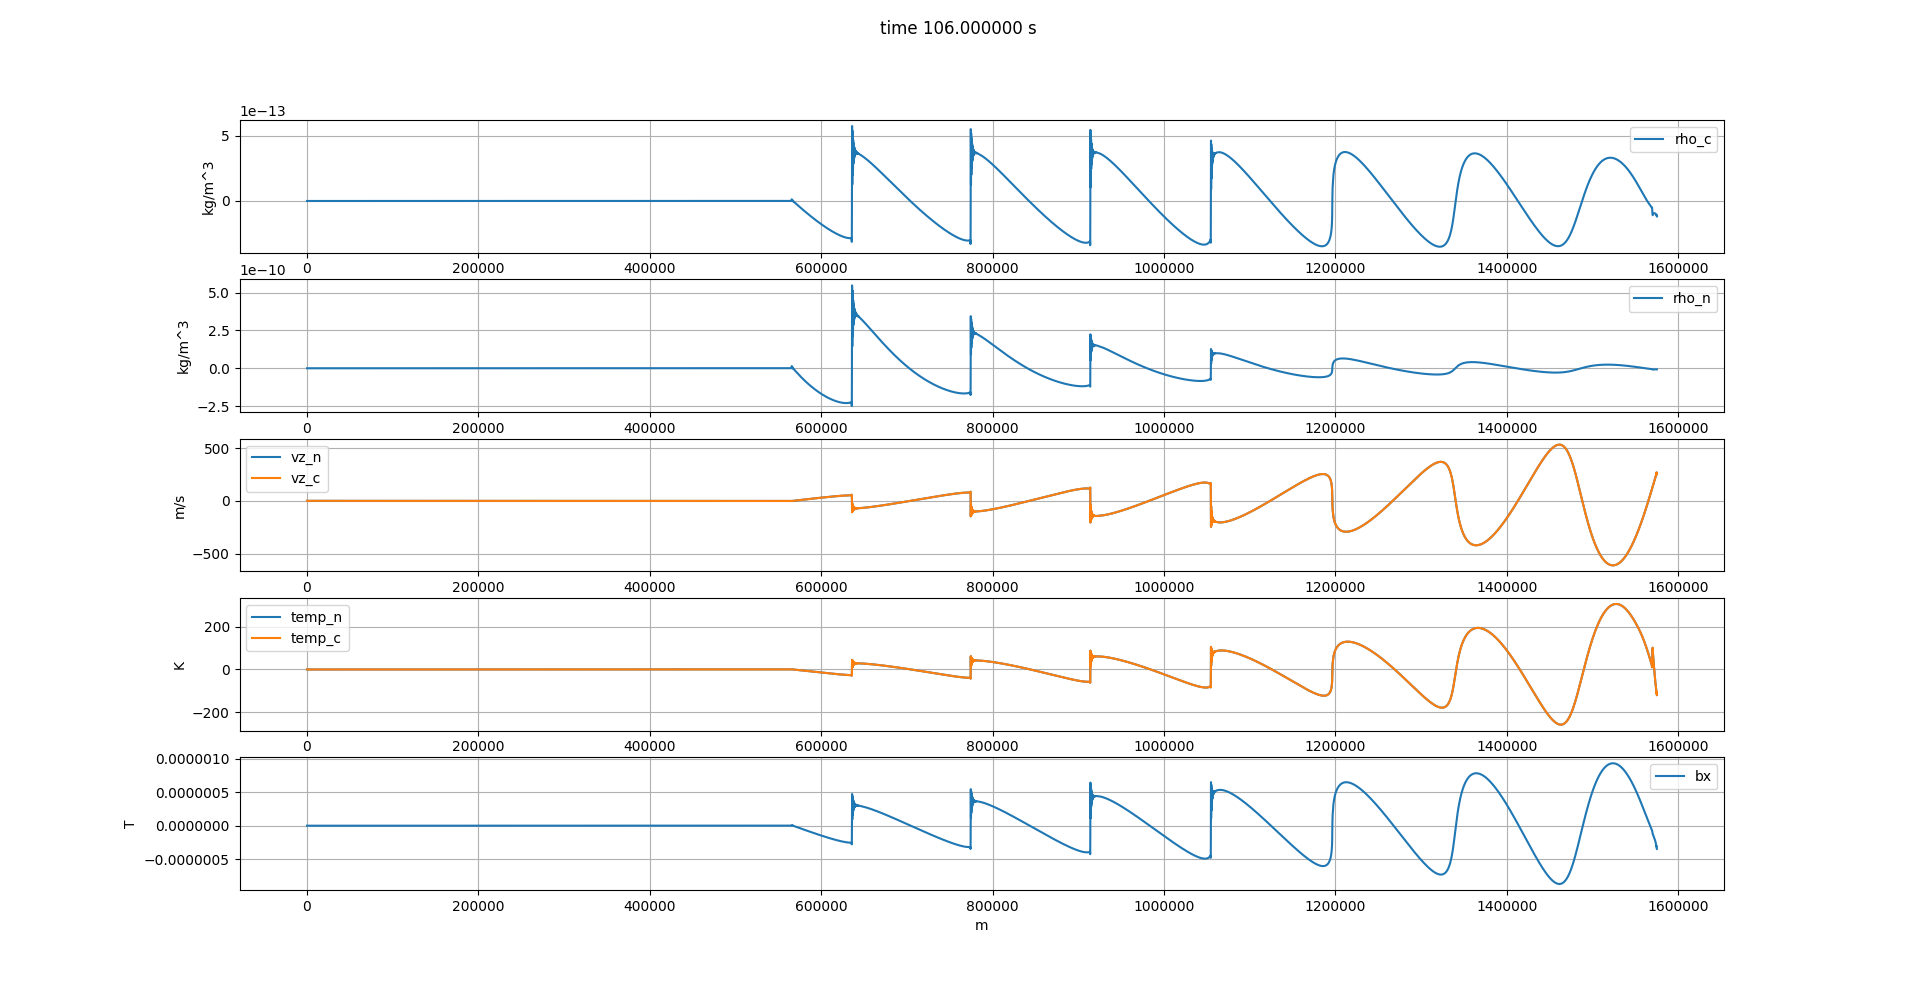 time 106.000000 s
1e−13
5
0
kg/m^3
rho_c
0 200000 400000 600000 800000 1000000 1200000 1400000 1600000
1e−10
5.0
2.5
0.0
−2.5
kg/m^3
rho_n
0 200000 400000 600000 800000 1000000 1200000 1400000 1600000
500
0
−500
m/s
vz_n
vz_c
0 200000 400000 600000 800000 1000000 1200000 1400000 1600000
200
0
−200
K
temp_n
temp_c
0 200000 400000 600000 800000 1000000 1200000 1400000 1600000
0.0000010
0.0000005
0.0000000
−0.0000005
T
bx
0 200000 400000 600000 800000 1000000 1200000 1400000 1600000
m